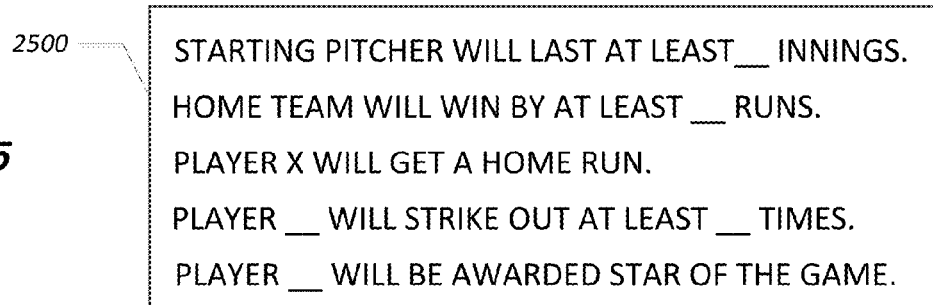 2500
STARTING PITCHER WILL LAST AT LEAST__ INNINGS.
HOME TEAM WILL WIN BY AT LEAST __ RUNS.
5
PLAYER X WILL GET A HOME RUN.
PLAYER __ WILL STRIKE OUT AT LEAST __ TIMES.
PLAYER __ WILL BE AWARDED STAR OF THE GAME.